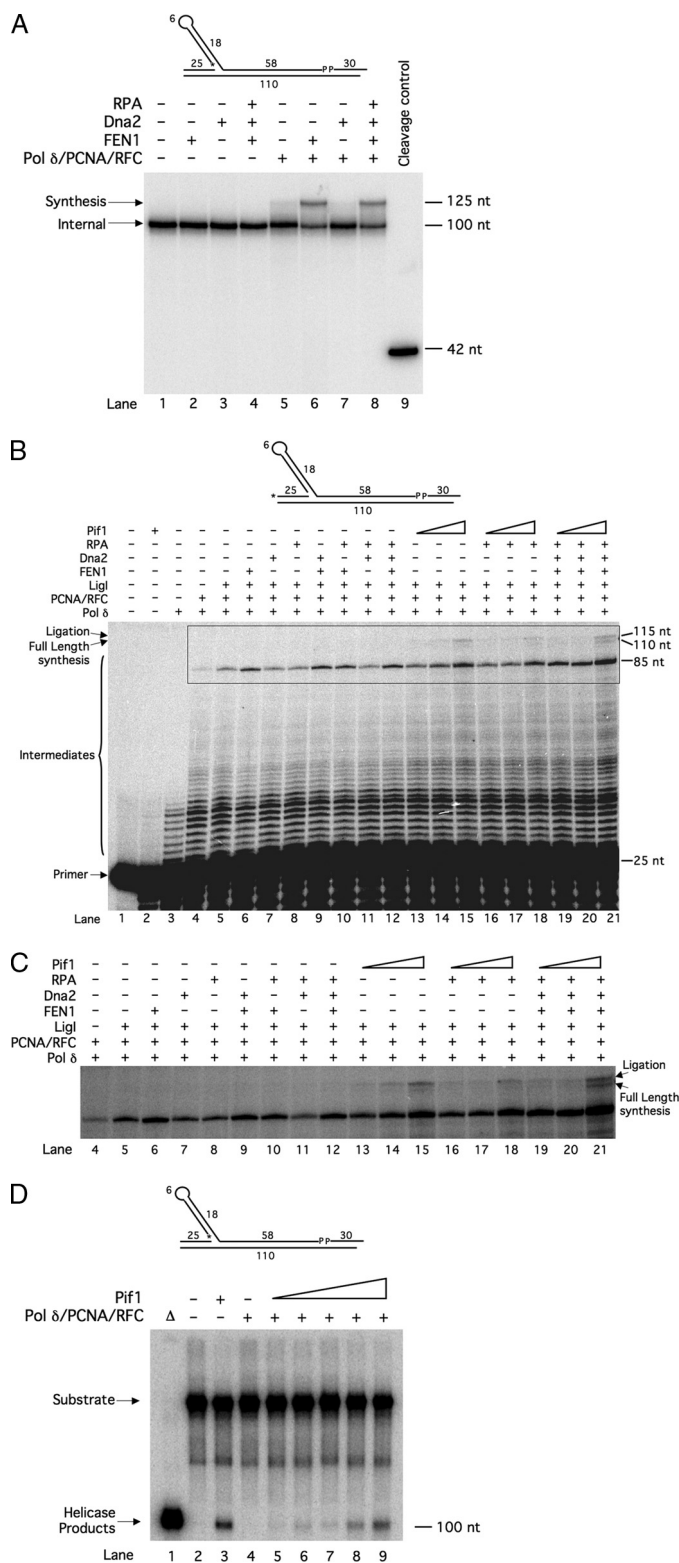 A
6
18
25 * 58 PP 30
110
RPA − − − + − − − +
Dna2 − − + + − − + +
FEN1 − + − + − + − +
Pol δ/PCNA/RFC − − − − + + + +
Cleavage control
Synthesis 125 nt
Internal 100 nt
42 nt
Lane 1 2 3 4 5 6 7 8 9
B
6
18
* 25 58 PP 30
110
Pif1 − + − − − − − − − − − −
RPA − − − − − − − + − + + + − − − + + + + + +
Dna2 − − − − − − + − + − + + − − − − − − + + +
FEN1 − − − − − + − − + + − + − − − − − − + + +
LigI − − − − + + + + + + + + + + + + + + + + +
PCNA/RFC − − − + + + + + + + + + + + + + + + + + +
Pol δ − − + + + + + + + + + + + + + + + + + + +
Ligation 115 nt
Full Length synthesis 110 nt
85 nt
Intermediates
25 nt
Primer
Lane 1 2 3 4 5 6 7 8 9 10 11 12 13 14 15 16 17 18 19 20 21
C
Pif1 − − − − − − − − −
RPA − − − − + − + + + − − − + + + + + +
Dna2 − − − + − + − + + − − − − − − + + +
FEN1 − − + − − + + − + − − − − − − + + +
LigI − + + + + + + + + + + + + + + + + +
PCNA/RFC + + + + + + + + + + + + + + + + + +
Pol δ + + + + + + + + + + + + + + + + + +
Ligation
Full Length synthesis
Lane 4 5 6 7 8 9 10 11 12 13 14 15 16 17 18 19 20 21
D
6
18
25 * 58 PP 30
110
Pif1 − + −
Pol δ/PCNA/RFC Δ − − + + + + + +
Substrate
Helicase Products 100 nt
Lane 1 2 3 4 5 6 7 8 9